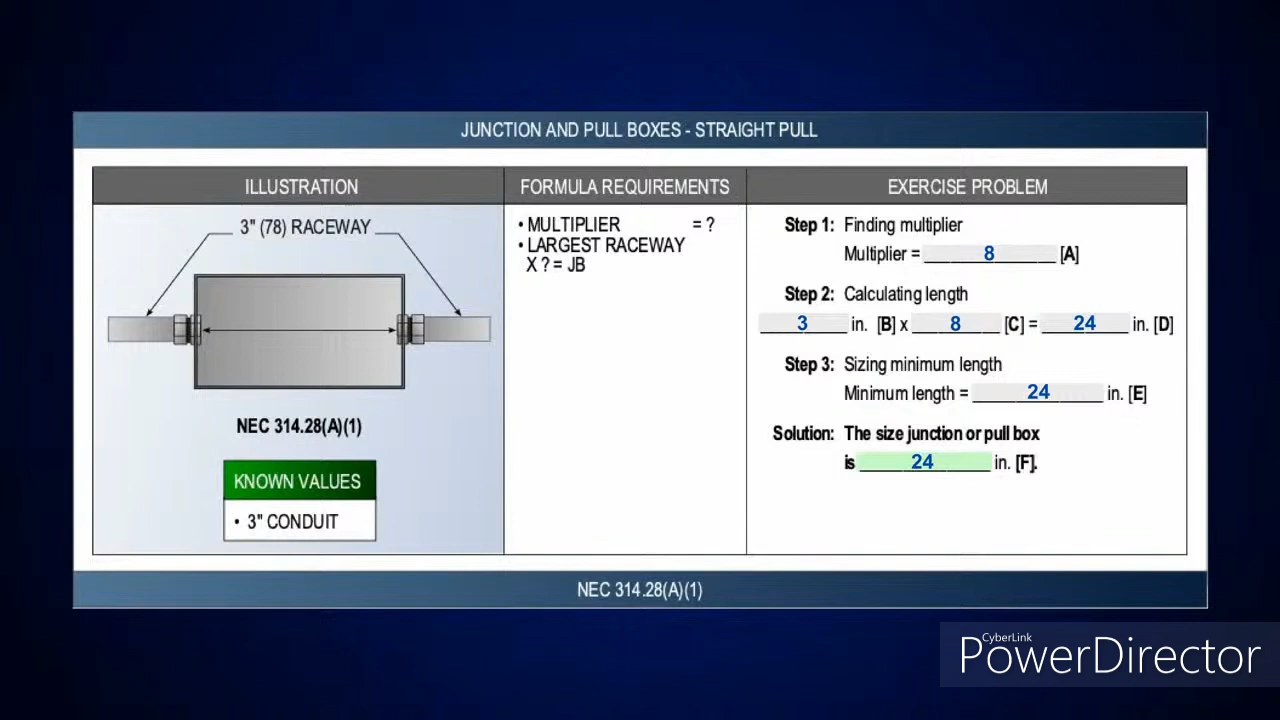 JUNCTION AND PULL BOXES - STRAIGHT PULL
ILLUSTRATION
FORMULA REQUIREMENTS
EXERCISE PROBLEM
3" (78) RACEWAY
NEC 314.28(A)(1)
KNOWN VALUES
• 3" CONDUIT
• MULTIPLIER = ?
• LARGEST RACEWAY
X ? = JB
Step 1: Finding multiplier
Multiplier = 8 [A]
Step 2: Calculating length
3 in. [B] x 8 [C] = 24 in. [D]
Step 3: Sizing minimum length
Minimum length = 24 in. [E]
Solution: The size junction or pull box
is 24 in. [F].
NEC 314.28(A)(1)
CyberLink
PowerDirector